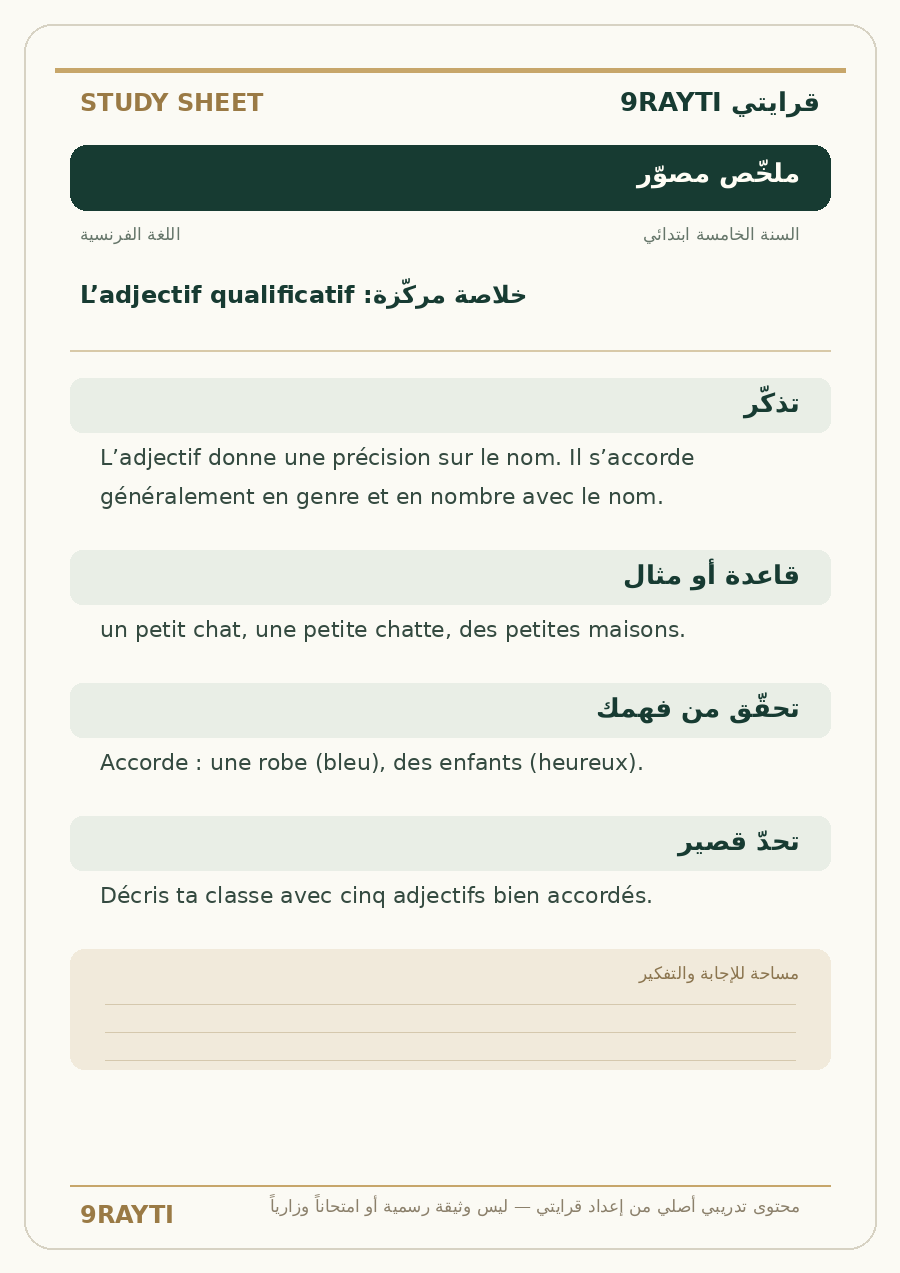 STUDY SHEET
9RAYTI قرايتي
ملخّص مصوّر
السنة الخامسة ابتدائي
اللغة الفرنسية
L’adjectif qualificatif :خلاصة مركّزة
تذكّر
L’adjectif donne une précision sur le nom. Il s’accorde
généralement en genre et en nombre avec le nom.
قاعدة أو مثال
un petit chat, une petite chatte, des petites maisons.
تحقّق من فهمك
Accorde : une robe (bleu), des enfants (heureux).
تحدّ قصير
Décris ta classe avec cinq adjectifs bien accordés.
مساحة للإجابة والتفكير
محتوى تدريبي أصلي من إعداد قرايتي — ليس وثيقة رسمية أو امتحاناً وزارياً
9RAYTI